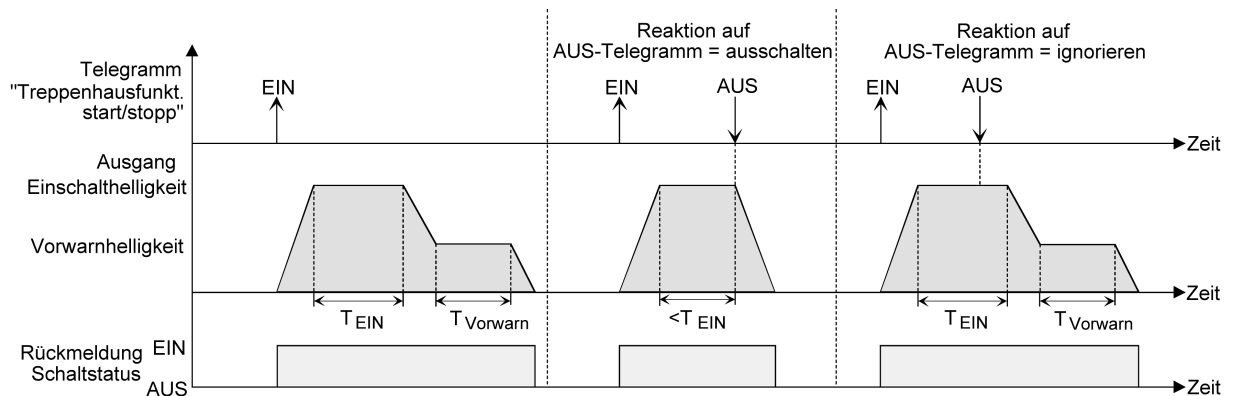 Reaktion auf
AUS-Telegramm = ausschalten
Reaktion auf
AUS-Telegramm = ignorieren
Telegramm
"Treppenhausfunkt.
start/stopp"
EIN
EIN
AUS
EIN
AUS
Zeit
Ausgang
Einschalthelligkeit
Vorwarnhelligkeit
Zeit
T EIN
T Vorwarn
<T EIN
T EIN
T Vorwarn
Rückmeldung
Schaltstatus
EIN
AUS
Zeit